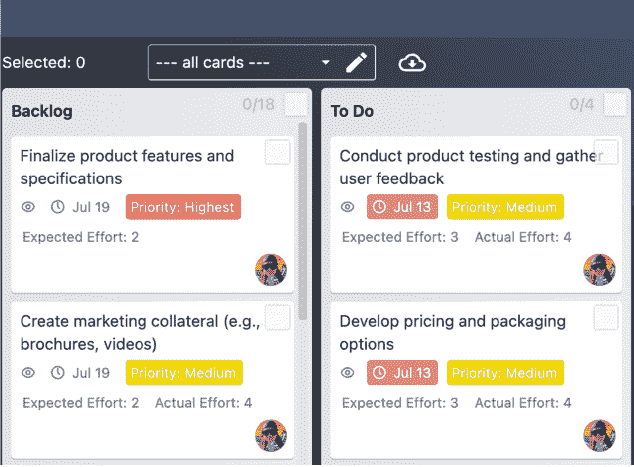 Selected: 0
--- all cards ---
Backlog
0/18
Finalize product features and
specifications
Jul 19
Priority: Highest
Expected Effort: 2
Create marketing collateral (e.g.,
brochures, videos)
Jul 19
Priority: Medium
Expected Effort: 2
Actual Effort: 4
To Do
0/4
Conduct product testing and gather
user feedback
Jul 13
Priority: Medium
Expected Effort: 3
Actual Effort: 4
Develop pricing and packaging
options
Jul 13
Priority: Medium
Expected Effort: 3
Actual Effort: 4